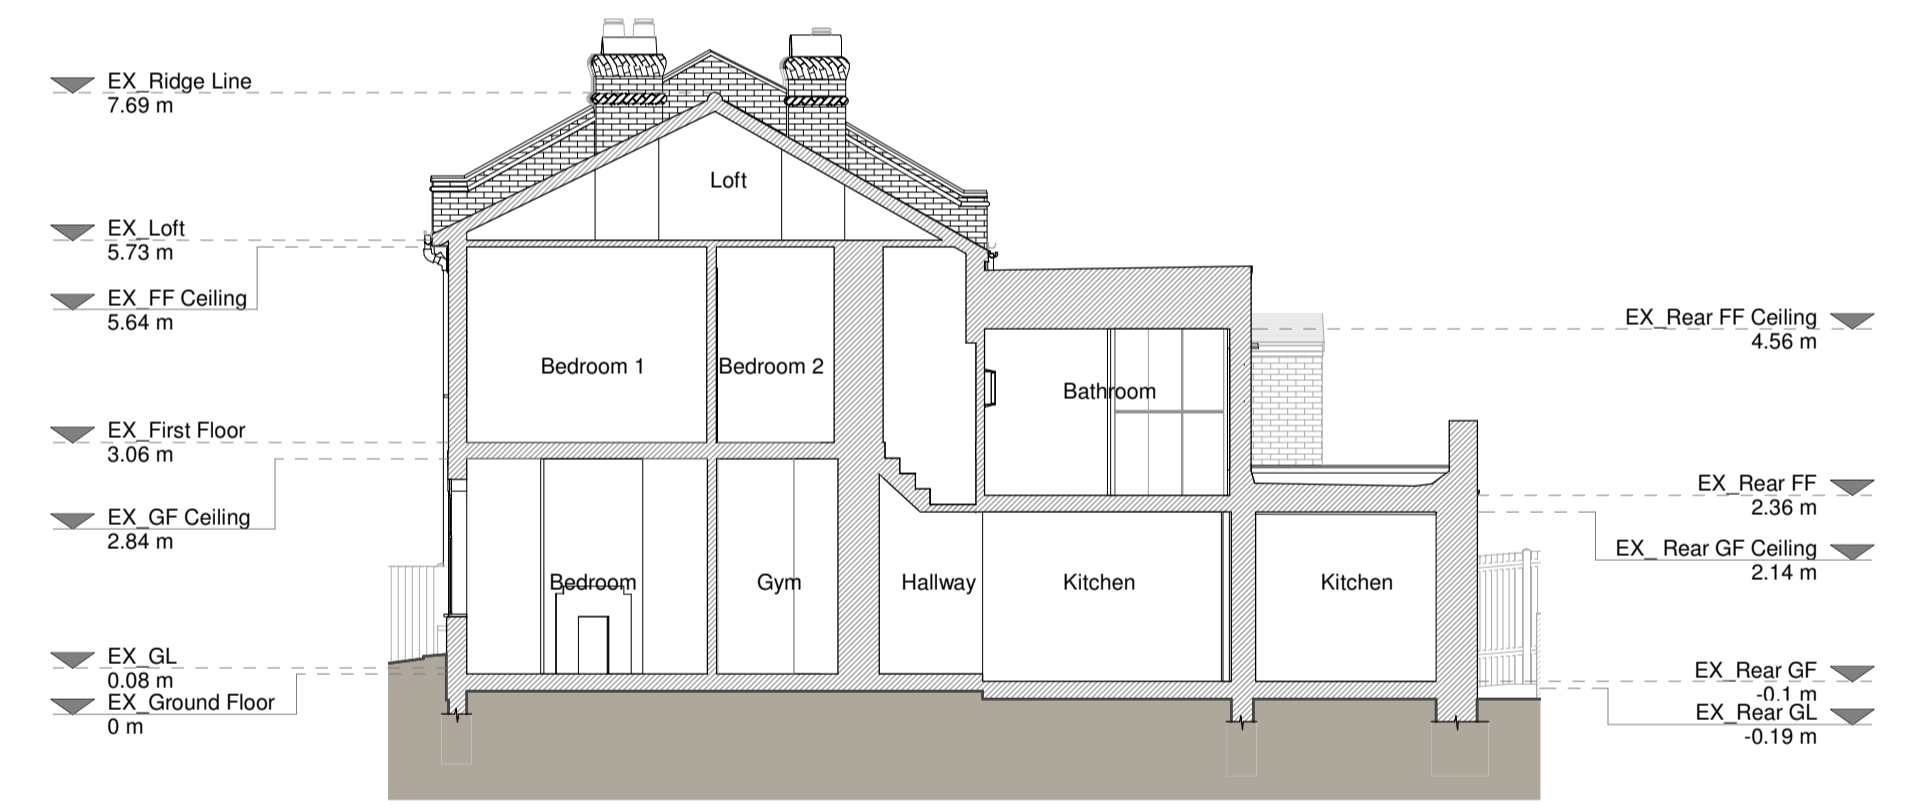 EX_Ridge Line
7.69 m
Loft
EX_Loft
5.73 m
EX_FF Ceiling
5.64 m
EX_Rear FF Ceiling
4.56 m
Bedroom 1
Bedroom 2
Bathroom
EX_First Floor
3.06 m
EX_Rear FF
2.36 m
EX_GF Ceiling
2.84 m
EX_ Rear GF Ceiling
2.14 m
Bedroom
Gym
Hallway
Kitchen
Kitchen
EX_GL
0.08 m
EX_Rear GF
-0.1 m
EX_Ground Floor
0 m
EX_Rear GL
-0.19 m